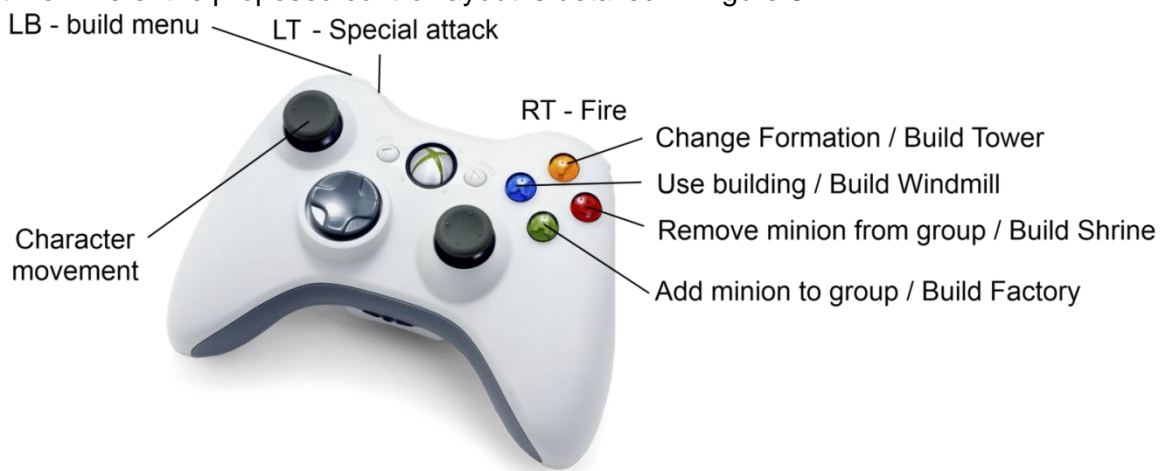 LB - build menu
LT - Special attack
RT - Fire
Change Formation / Build Tower
Use building / Build Windmill
Remove minion from group / Build Shrine
Add minion to group / Build Factory
Character
movement